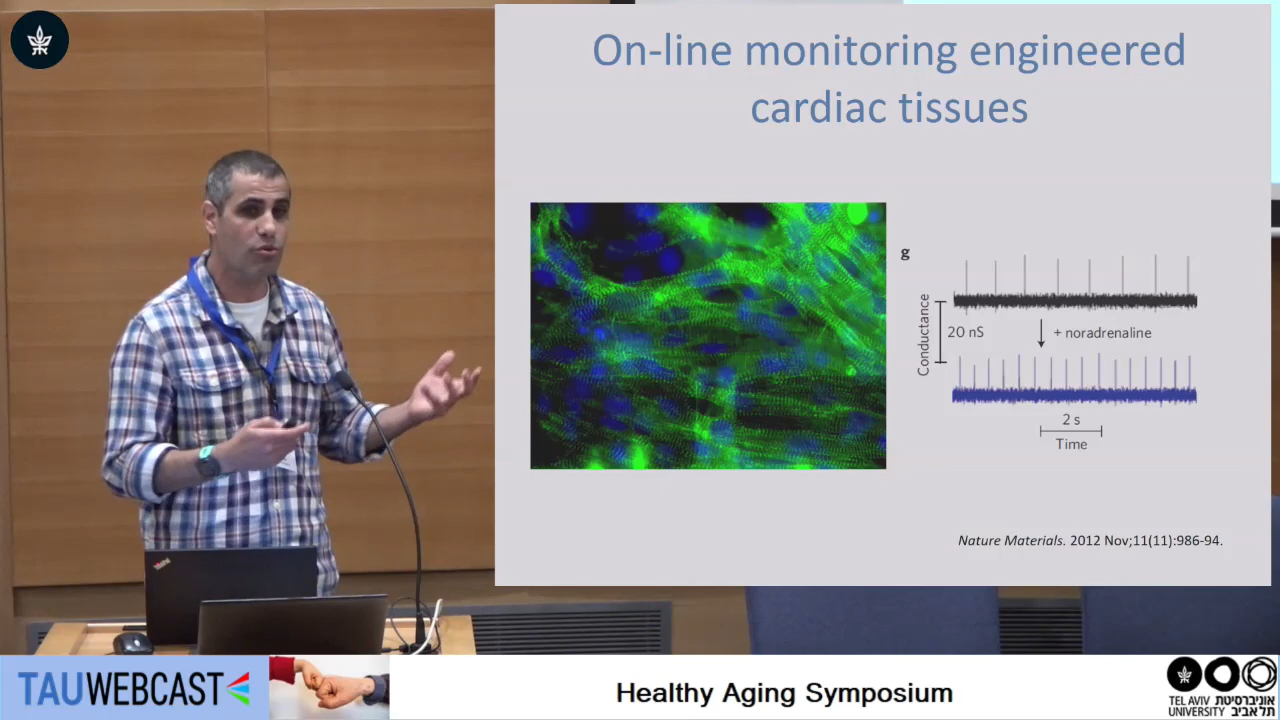 On-line monitoring engineered
cardiac tissues
g
Conductance
20 nS
+ noradrenaline
2 s
Time
Nature Materials. 2012 Nov;11(11):986-94.
TAUWEBCAST
Healthy Aging Symposium
TEL AVIV UNIVERSITY
אוניברסיטת תל אביב